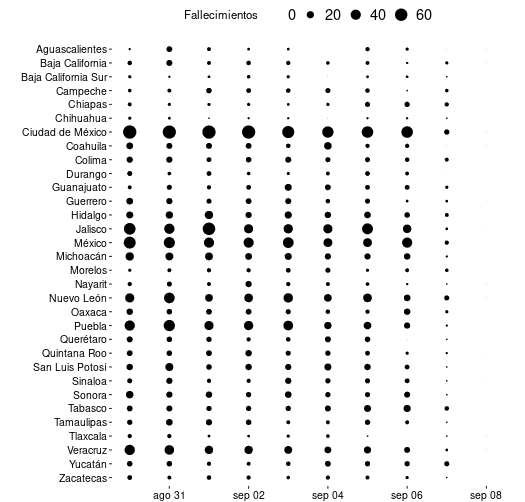 Fallecimientos 0 20 40 60
Aguascalientes
Baja California
Baja California Sur
Campeche
Chiapas
Chihuahua
Ciudad de México
Coahuila
Colima
Durango
Guanajuato
Guerrero
Hidalgo
Jalisco
México
Michoacán
Morelos
Nayarit
Nuevo León
Oaxaca
Puebla
Querétaro
Quintana Roo
San Luis Potosí
Sinaloa
Sonora
Tabasco
Tamaulipas
Tlaxcala
Veracruz
Yucatán
Zacatecas
ago 31 sep 02 sep 04 sep 06 sep 08